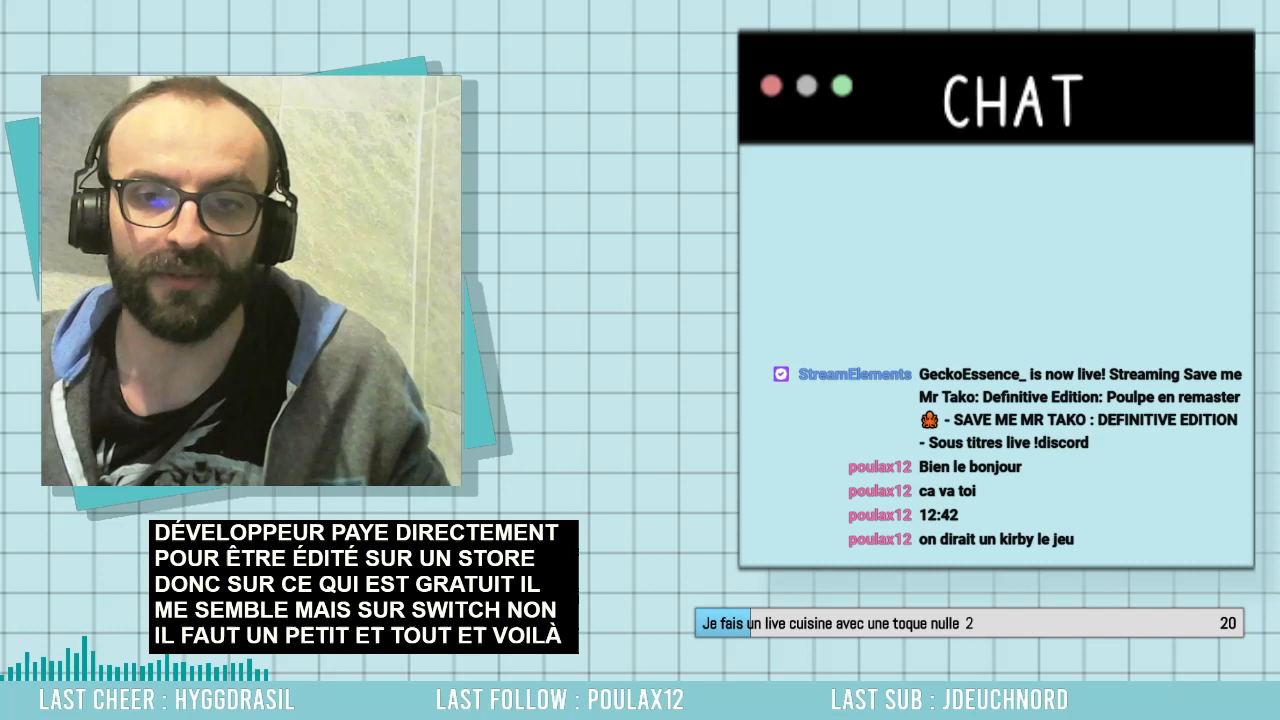 CHAT
StreamElements GeckoEssence_ is now live! Streaming Save me
Mr Tako: Definitive Edition: Poulpe en remaster
🐙 - SAVE ME MR TAKO : DEFINITIVE EDITION
- Sous titres live !discord
poulax12 Bien le bonjour
poulax12 ca va toi
poulax12 12:42
poulax12 on dirait un kirby le jeu
DÉVELOPPEUR PAYE DIRECTEMENT
POUR ÊTRE ÉDITÉ SUR UN STORE
DONC SUR CE QUI EST GRATUIT IL
ME SEMBLE MAIS SUR SWITCH NON
IL FAUT UN PETIT ET TOUT ET VOILÀ
Je fais un live cuisine avec une toque nulle 2 20
LAST CHEER : HYGGDRASIL LAST FOLLOW : POULAX12 LAST SUB : JDEUCHNORD